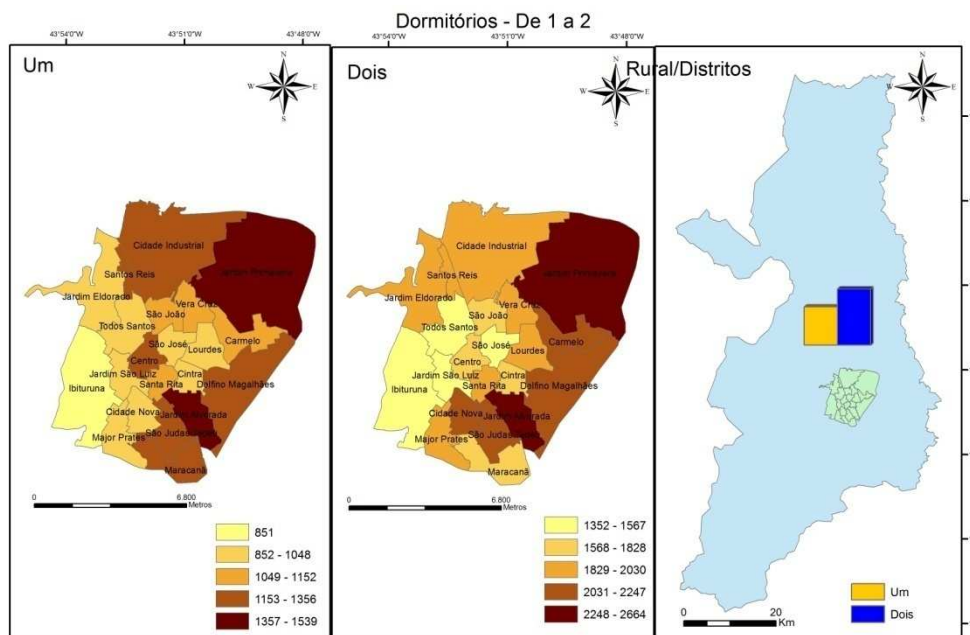 Dormitórios - De 1 a 2
43°54'0"W 43°51'0"W 43°48'0"W
Um
N
W E
S
Cidade Industrial
Jardim Primavera
Santos Reis
Jardim Eldorado
Vera Cruz
São João
Todos Santos
São José
Carmelo
Lourdes
Centro
Jardim São Luiz
Cintra
Ibituruna
Santa Rita
Delfino Magalhães
Cidade Nova
Jardim Alvorada
São Judas
Major Prates
Maracanã
0 6.800
Metros
851
852 - 1048
1049 - 1152
1153 - 1356
1357 - 1539
43°54'0"W 43°51'0"W 43°48'0"W
Dois
N
W E
S
Cidade Industrial
Jardim Primavera
Santos Reis
Jardim Eldorado
Vera Cruz
São João
Todos Santos
São José
Carmelo
Lourdes
Centro
Jardim São Luiz
Cintra
Ibituruna
Santa Rita
Delfino Magalhães
Cidade Nova
Jardim Alvorada
São Judas
Major Prates
Maracanã
0 6.800
Metros
1352 - 1567
1568 - 1828
1829 - 2030
2031 - 2247
2248 - 2664
Rural/Distritos
N
W E
S
Um
Dois
0 20
Km